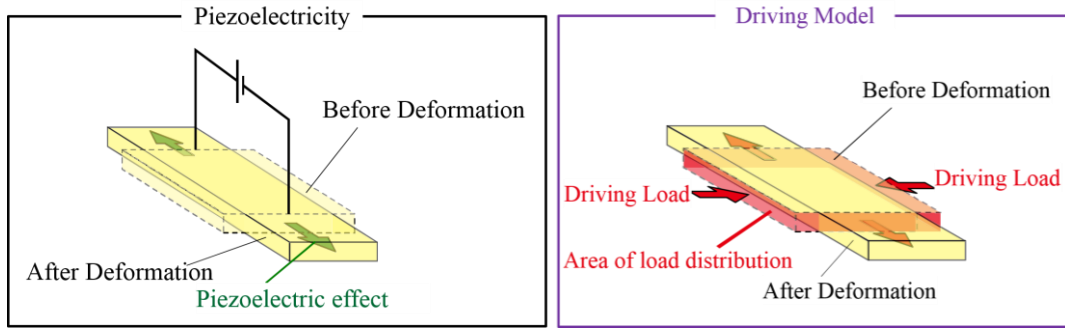 Piezoelectricity
Before Deformation
After Deformation
Piezoelectric effect
Driving Model
Before Deformation
Driving Load
Driving Load
Area of load distribution
After Deformation